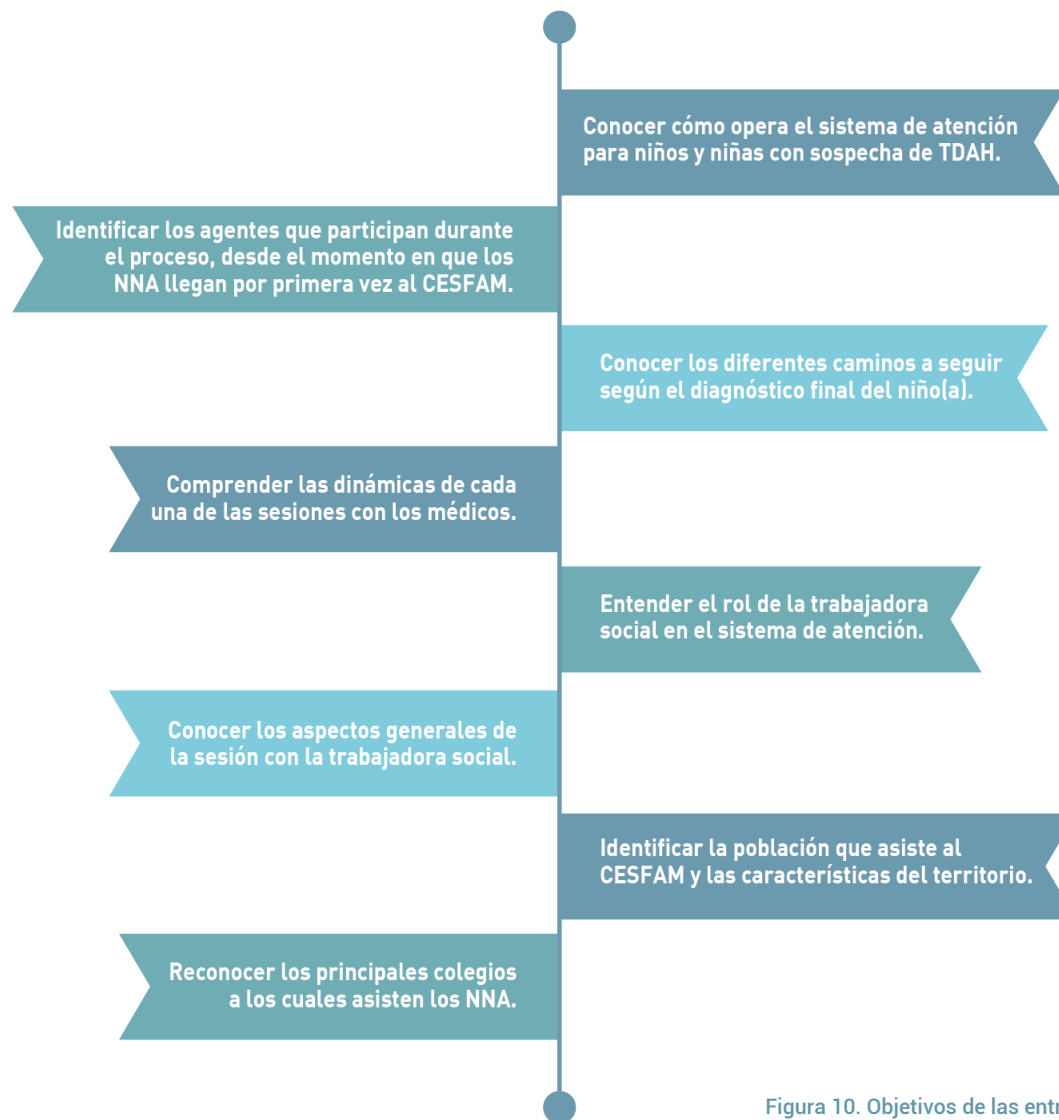 Conocer cómo opera el sistema de atención
para niños y niñas con sospecha de TDAH.
Identificar los agentes que participan durante
el proceso, desde el momento en que los
NNA llegan por primera vez al CESFAM.
Conocer los diferentes caminos a seguir
según el diagnóstico final del niño(a).
Comprender las dinámicas de cada
una de las sesiones con los médicos.
Entender el rol de la trabajadora
social en el sistema de atención.
Conocer los aspectos generales de
la sesión con la trabajadora social.
Identificar la población que asiste al
CESFAM y las características del territorio.
Reconocer los principales colegios
a los cuales asisten los NNA.
Figura 10. Objetivos de las